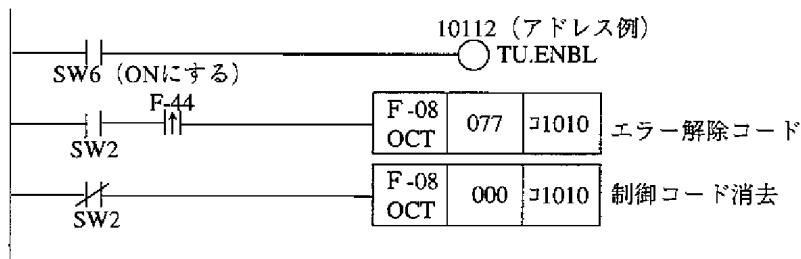 10112（アドレス例）
TU.ENBL
SW6（ONにする）
F-44
↑
SW2
F-08 OCT 077 コ1010 エラー解除コード
SW2
F-08 OCT 000 コ1010 制御コード消去